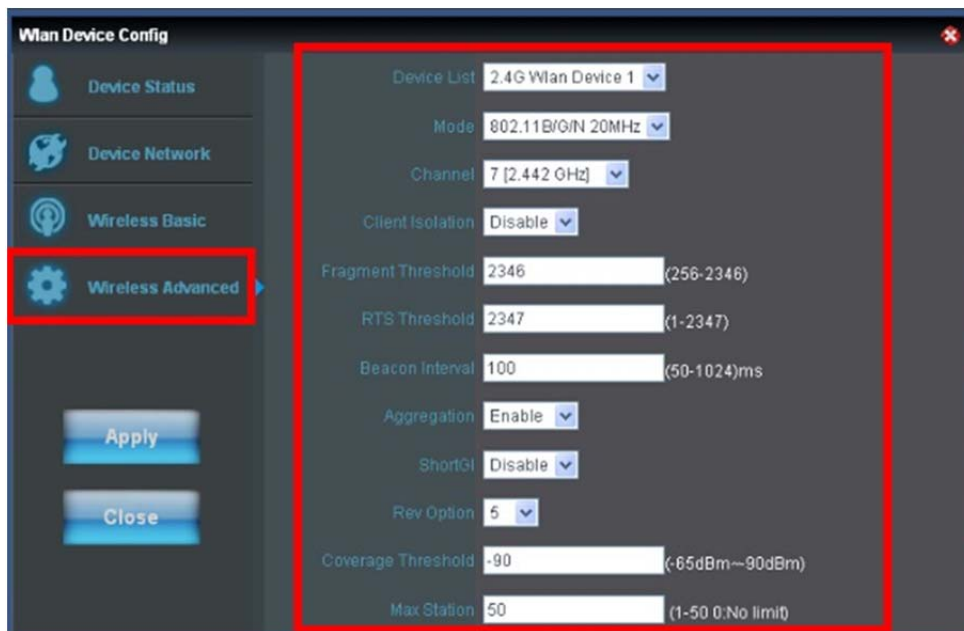 Wlan Device Config
Device Status
Device Network
Wireless Basic
Wireless Advanced
Apply
Close
Device List 2.4G Wlan Device 1
Mode 802.11B/G/N 20MHz
Channel 7 [2.442 GHz]
Client Isolation Disable
Fragment Threshold 2346 (256-2346)
RTS Threshold 2347 (1-2347)
Beacon Interval 100 (50-1024)ms
Aggregation Enable
ShortGI Disable
Rev Option 5
Coverage Threshold -90 (-65dBm~-90dBm)
Max Station 50 (1-50 0:No limit)